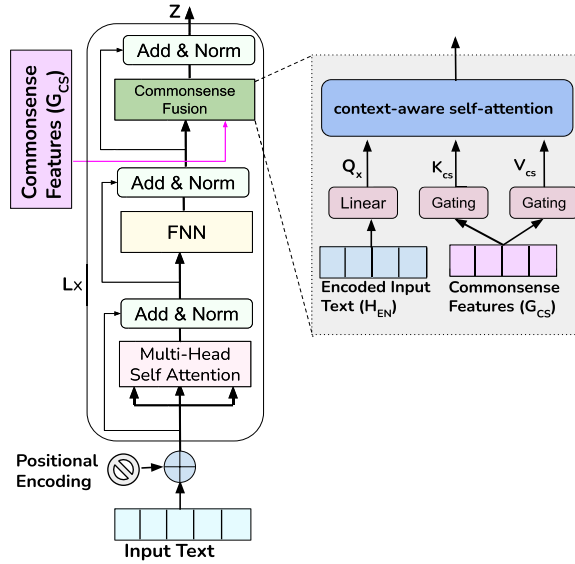 Z
Add & Norm
Commonsense
Fusion
Commonsense
Features (G_CS)
Add & Norm
FNN
Lx
Add & Norm
Multi-Head
Self Attention
Positional
Encoding
Input Text
context-aware self-attention
Q_x
K_cs
V_cs
Linear
Gating
Gating
Encoded Input
Text (H_EN)
Commonsense
Features (G_CS)